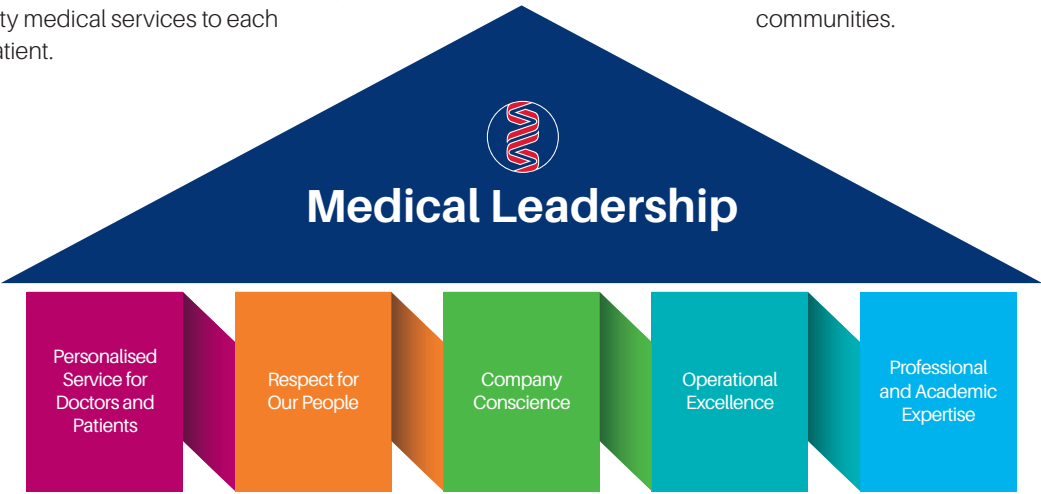 ty medical services to each
atient.
communities.
Medical Leadership
Personalised
Service for
Doctors and
Patients
Respect for
Our People
Company
Conscience
Operational
Excellence
Professional
and Academic
Expertise